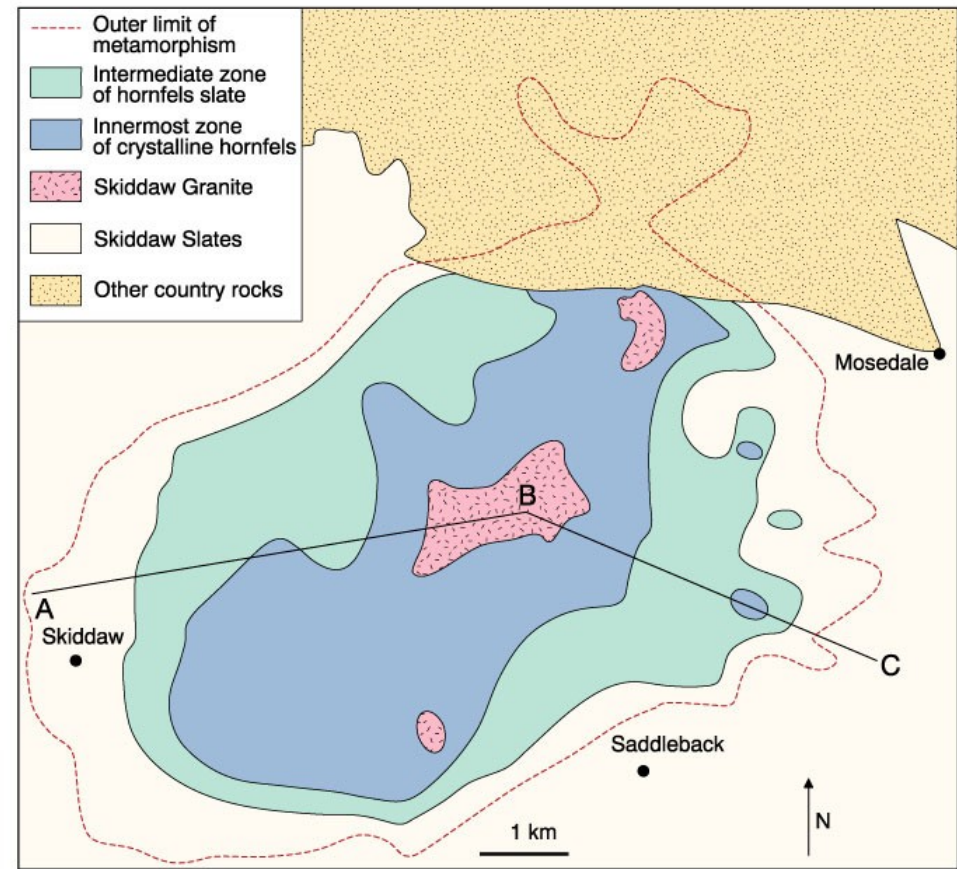 Outer limit of
metamorphism
Intermediate zone
of hornfels slate
Innermost zone
of crystalline hornfels
Skiddaw Granite
Skiddaw Slates
Other country rocks
Mosedale
B
A
Skiddaw
C
Saddleback
1 km
N